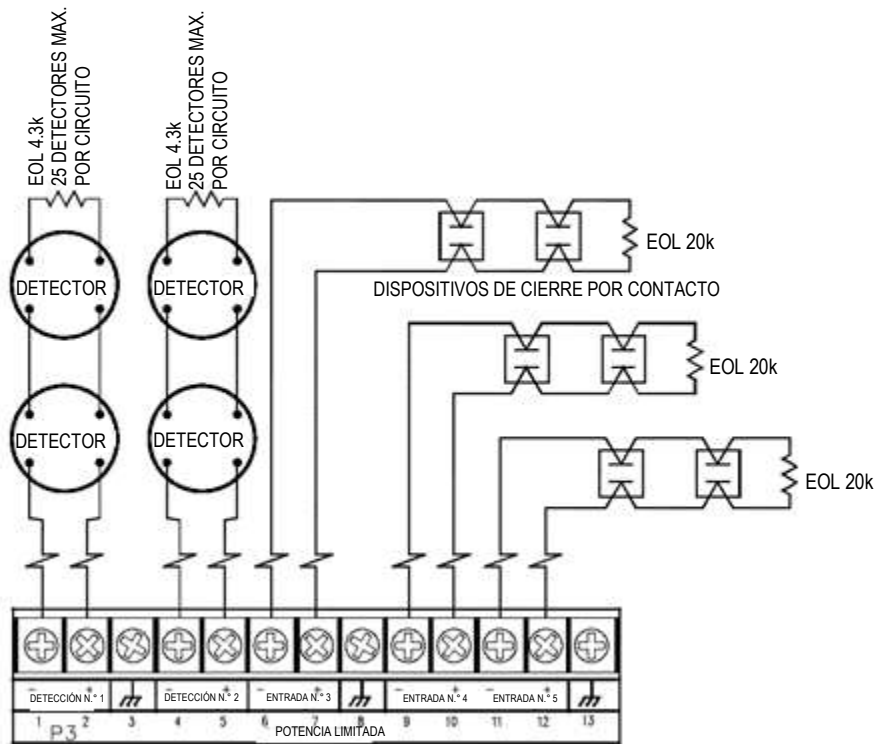 EOL 4.3k
25 DETECTORES MAX.
POR CIRCUITO
EOL 4.3k
25 DETECTORES MAX.
POR CIRCUITO
DETECTOR
DETECTOR
DETECTOR
DETECTOR
EOL 20k
DISPOSITIVOS DE CIERRE POR CONTACTO
EOL 20k
EOL 20k
- DETECCIÓN N.° 1 +
- DETECCIÓN N.° 2 +
- ENTRADA N.° 3 +
- ENTRADA N.° 4 +
- ENTRADA N.° 5 +
1 2 3 4 5 6 7 8 9 10 11 12 13
P3
POTENCIA LIMITADA